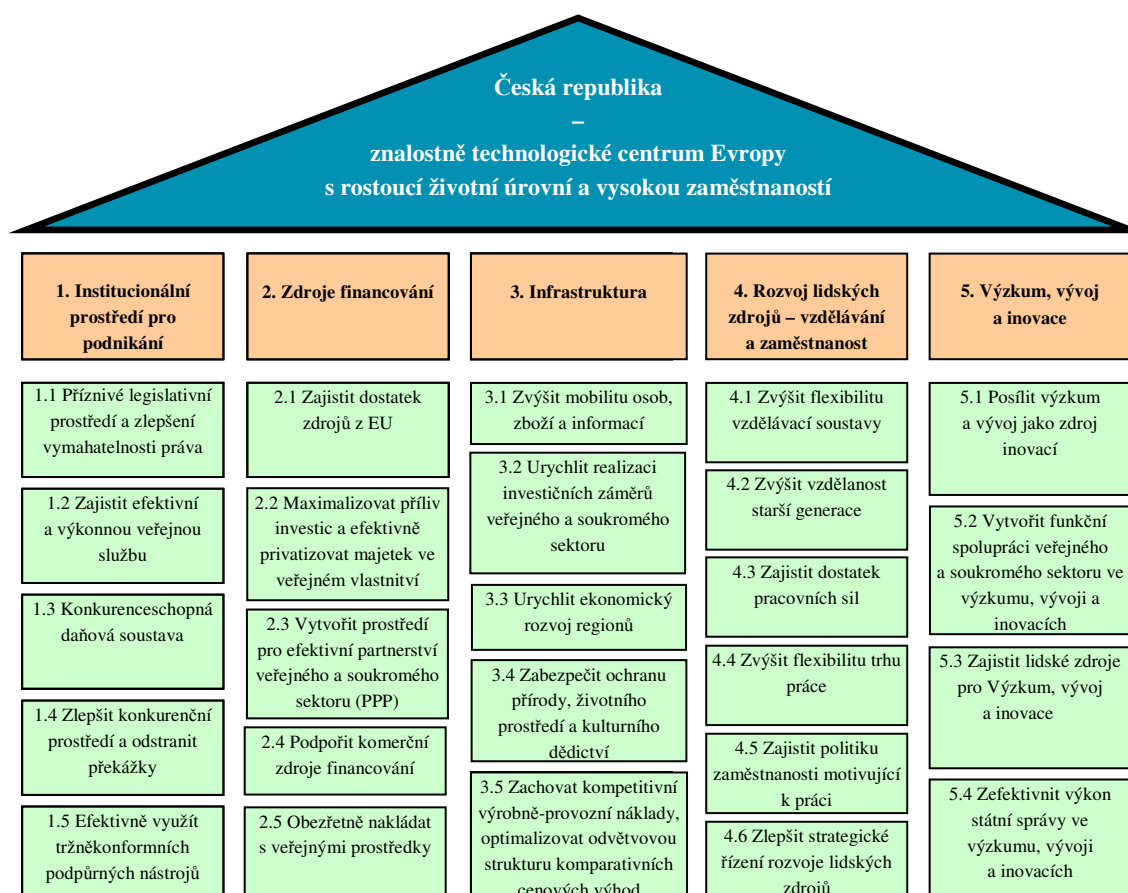 Česká republika
–
znalostně technologické centrum Evropy
s rostoucí životní úrovní a vysokou zaměstnaností
1. Institucionální
prostředí pro
podnikání
2. Zdroje financování
3. Infrastruktura
4. Rozvoj lidských
zdrojů – vzdělávání
a zaměstnanost
5. Výzkum, vývoj
a inovace
1.1 Příznivé legislativní
prostředí a zlepšení
vymahatelnosti práva
1.2 Zajistit efektivní
a výkonnou veřejnou
službu
1.3 Konkurenceschopná
daňová soustava
1.4 Zlepšit konkurenční
prostředí a odstranit
překážky
1.5 Efektivně využít
tržněkonformních
podpůrných nástrojů
2.1 Zajistit dostatek
zdrojů z EU
2.2 Maximalizovat příliv
investic a efektivně
privatizovat majetek ve
veřejném vlastnitví
2.3 Vytvořit prostředí
pro efektivní partnerství
veřejného a soukromého
sektoru (PPP)
2.4 Podpořit komerční
zdroje financování
2.5 Obezřetně nakládat
s veřejnými prostředky
3.1 Zvýšit mobilitu osob,
zboží a informací
3.2 Urychlit realizaci
investičních záměrů
veřejného a soukromého
sektoru
3.3 Urychlit ekonomický
rozvoj regionů
3.4 Zabezpečit ochranu
přírody, životního
prostředí a kulturního
dědictví
3.5 Zachovat kompetitivní
výrobně-provozní náklady,
optimalizovat odvětvovou
strukturu komparativních
cenových výhod
4.1 Zvýšit flexibilitu
vzdělávací soustavy
4.2 Zvýšit vzdělanost
starší generace
4.3 Zajistit dostatek
pracovních sil
4.4 Zvýšit flexibilitu trhu
práce
4.5 Zajistit politiku
zaměstnanosti motivující
k práci
4.6 Zlepšit strategické
řízení rozvoje lidských
zdrojů
5.1 Posílit výzkum
a vývoj jako zdroj
inovací
5.2 Vytvořit funkční
spolupráci veřejného
a soukromého sektoru ve
výzkumu, vývoji a
inovacích
5.3 Zajistit lidské zdroje
pro Výzkum, vývoj
a inovace
5.4 Zefektivnit výkon
státní správy ve
výzkumu, vývoji
a inovacích